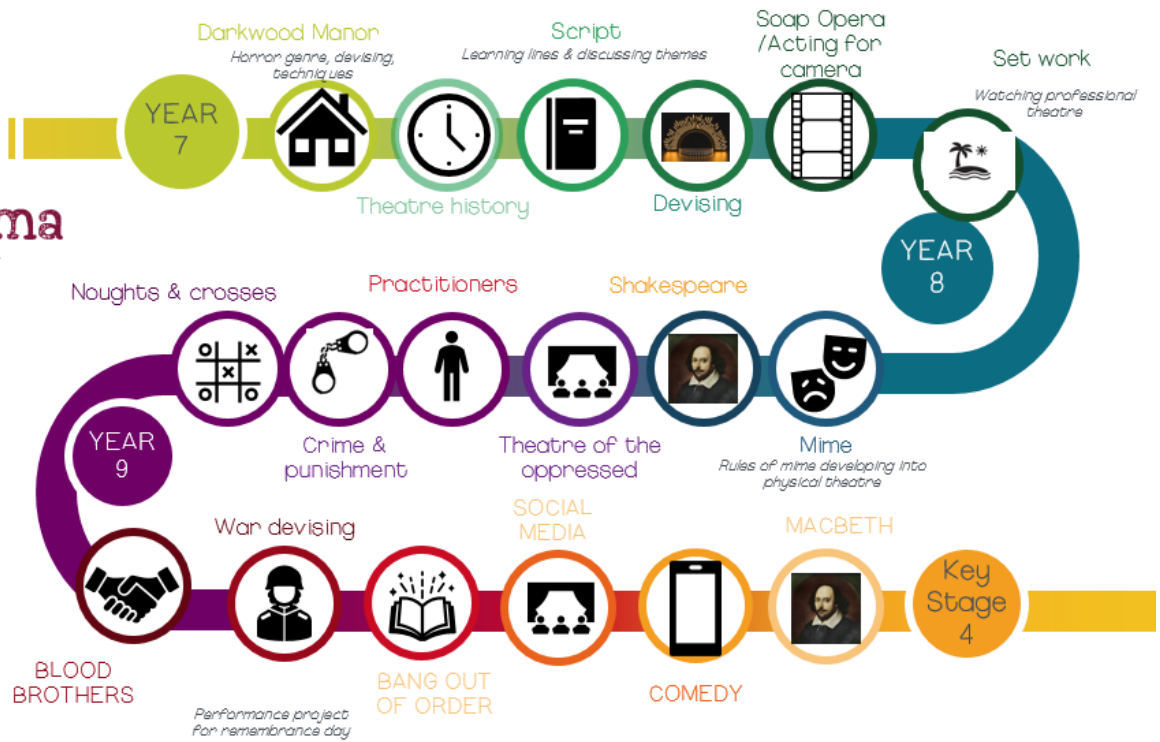 Darkwood Manor
Horror genre, devising,
techniques
Script
Learning lines & discussing themes
Soap Opera
/Acting for
camera
Set work
Watching professional
theatre
YEAR
7
Theatre history
Devising
ma
YEAR
8
Noughts & crosses
Practitioners
Shakespeare
Crime &
punishment
Theatre of the
oppressed
Mime
Rules of mime developing into
physical theatre
YEAR
9
War devising
SOCIAL
MEDIA
MACBETH
Key
Stage
4
BLOOD
BROTHERS
BANG OUT
OF ORDER
COMEDY
Performance project
for remembrance day